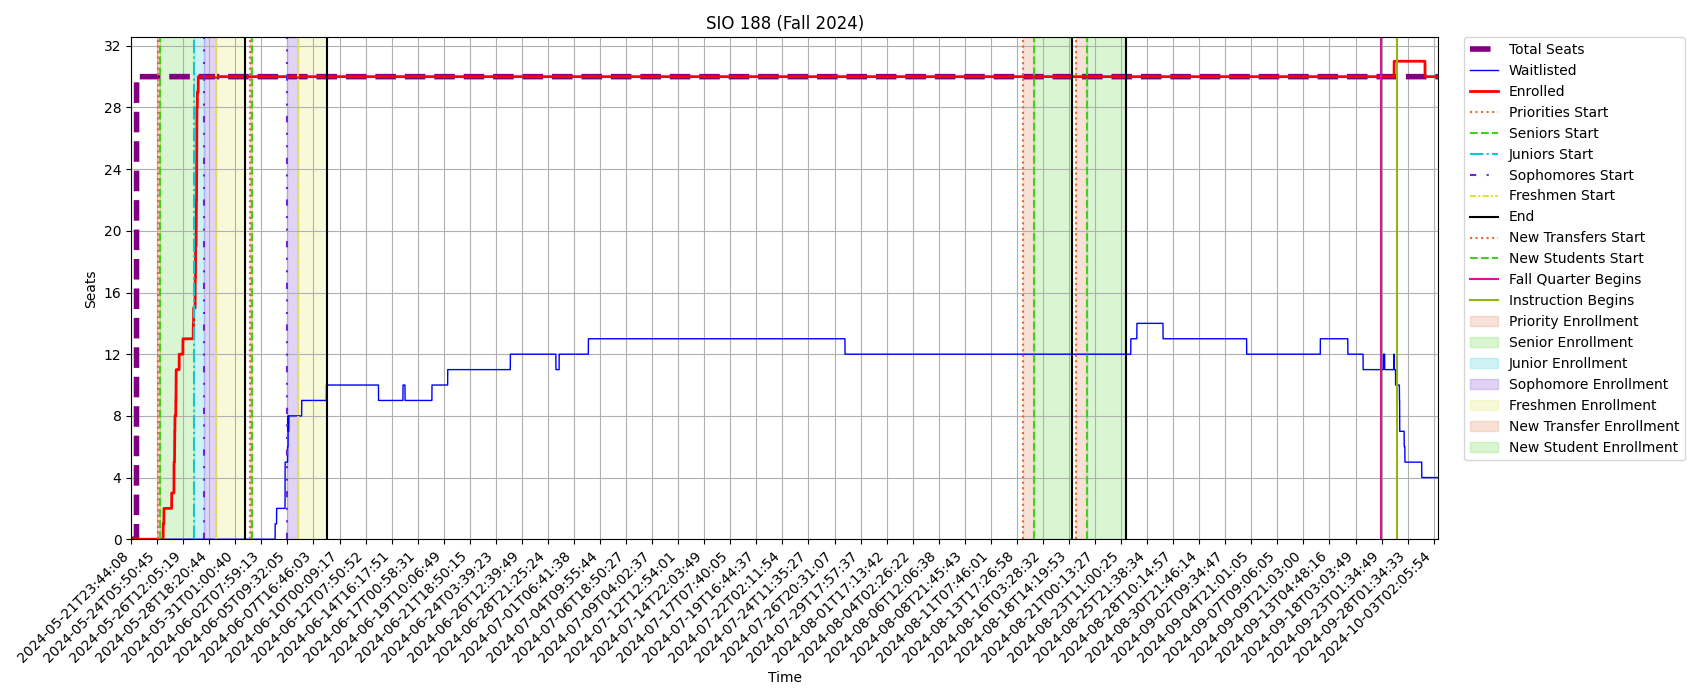 SIO 188 (Fall 2024)
Seats
32
28
24
20
16
12
8
4
0
2024-05-21T23:44:08
2024-05-24T05:50:45
2024-05-26T12:05:19
2024-05-28T18:20:44
2024-05-31T01:00:40
2024-06-02T07:59:13
2024-06-05T09:32:05
2024-06-07T16:46:03
2024-06-10T00:09:17
2024-06-12T07:50:52
2024-06-14T16:17:51
2024-06-17T00:58:31
2024-06-19T10:06:49
2024-06-21T18:50:15
2024-06-24T03:39:23
2024-06-26T12:39:49
2024-06-28T21:25:24
2024-07-01T06:41:38
2024-07-04T09:55:44
2024-07-06T18:50:27
2024-07-09T04:02:37
2024-07-12T12:54:01
2024-07-14T22:03:49
2024-07-17T07:40:05
2024-07-19T16:44:37
2024-07-22T02:11:54
2024-07-24T11:35:27
2024-07-26T20:31:07
2024-07-29T17:57:37
2024-08-01T17:13:42
2024-08-04T02:26:22
2024-08-06T12:06:38
2024-08-08T21:45:43
2024-08-11T07:46:01
2024-08-13T17:26:58
2024-08-16T03:28:32
2024-08-18T14:19:53
2024-08-21T00:13:27
2024-08-23T11:00:25
2024-08-25T21:38:34
2024-08-28T10:14:57
2024-08-30T21:46:14
2024-09-02T09:34:47
2024-09-04T21:01:05
2024-09-07T09:06:05
2024-09-09T21:03:00
2024-09-13T04:48:16
2024-09-18T03:03:49
2024-09-23T01:34:49
2024-09-28T01:34:33
2024-10-03T02:05:54
Time
Total Seats
Waitlisted
Enrolled
Priorities Start
Seniors Start
Juniors Start
Sophomores Start
Freshmen Start
End
New Transfers Start
New Students Start
Fall Quarter Begins
Instruction Begins
Priority Enrollment
Senior Enrollment
Junior Enrollment
Sophomore Enrollment
Freshmen Enrollment
New Transfer Enrollment
New Student Enrollment